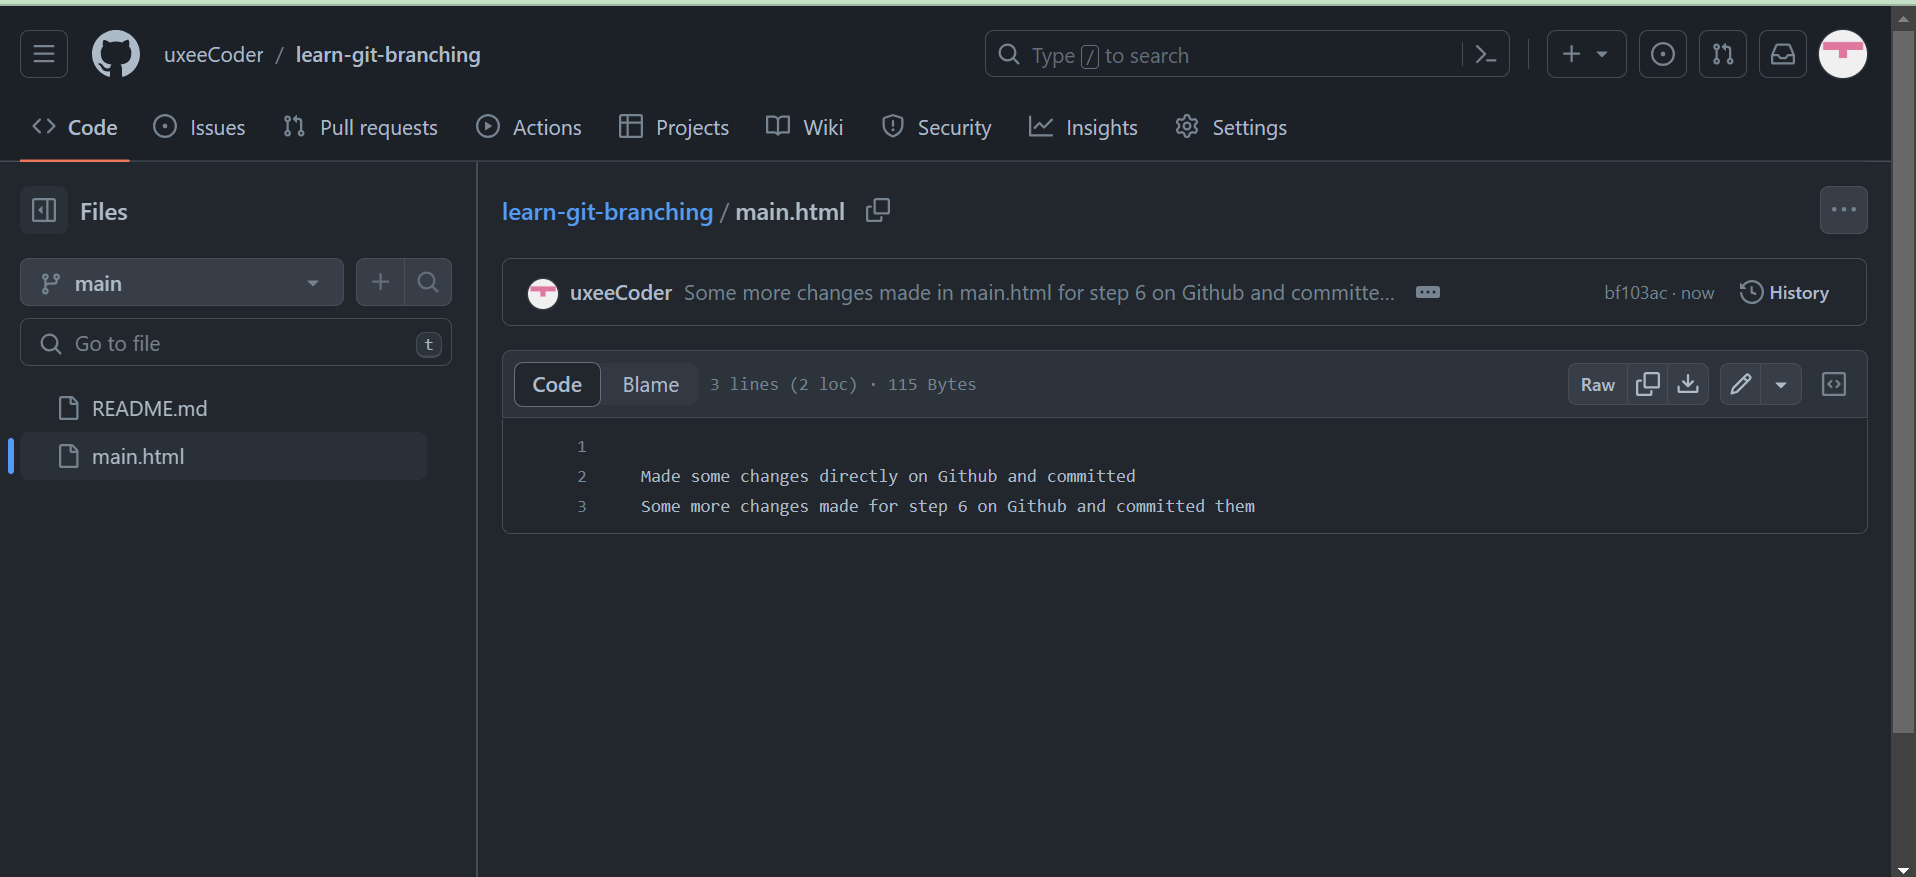 uxeeCoder / learn-git-branching
Type / to search
Code Issues Pull requests Actions Projects Wiki Security Insights Settings
Files
main
Go to file t
README.md
main.html
learn-git-branching / main.html
uxeeCoder Some more changes made in main.html for step 6 on Github and committe... bf103ac · now History
Code Blame 3 lines (2 loc) · 115 Bytes Raw
1
2 Made some changes directly on Github and committed
3 Some more changes made for step 6 on Github and committed them